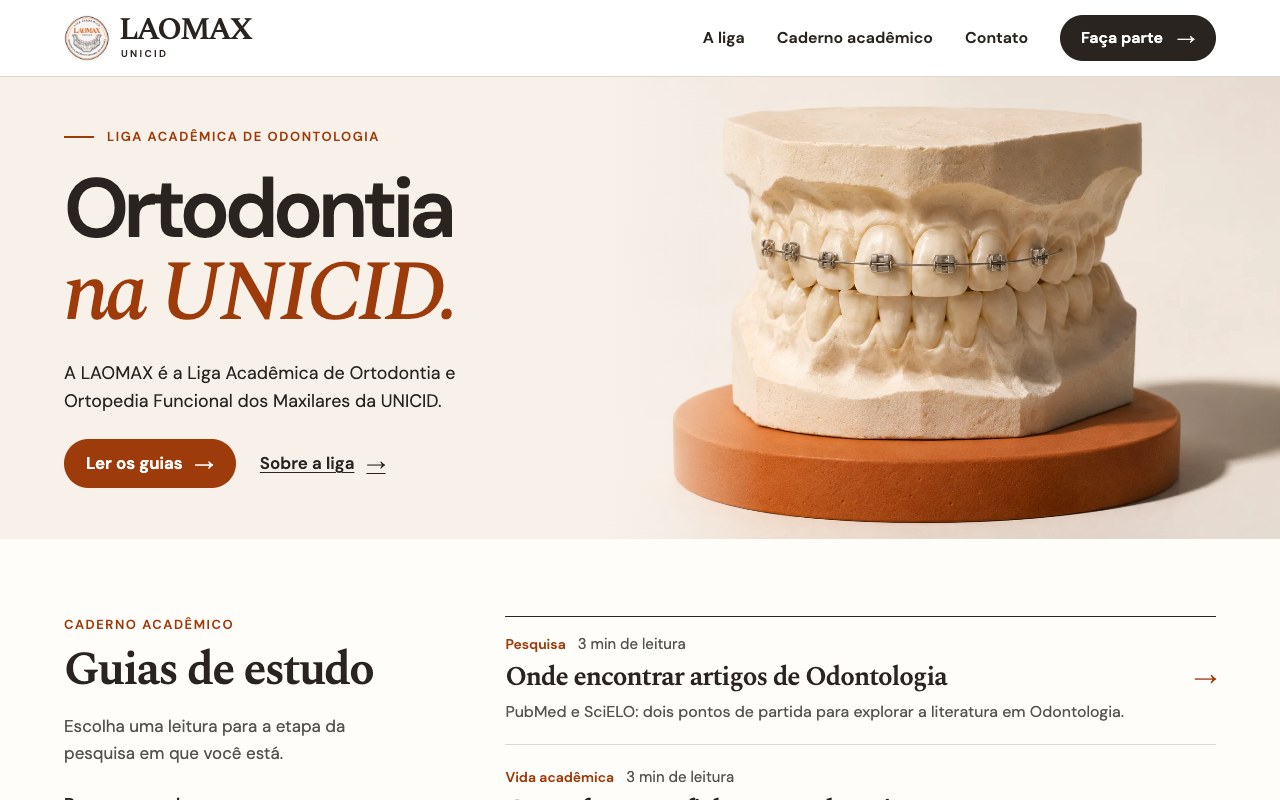 LAOMAX
UNICID
A liga
Caderno acadêmico
Contato
Faça parte →
LIGA ACADÊMICA DE ODONTOLOGIA
Ortodontia
na UNICID.
A LAOMAX é a Liga Acadêmica de Ortodontia e
Ortopedia Funcional dos Maxilares da UNICID.
Ler os guias →
Sobre a liga →
CADERNO ACADÊMICO
Guias de estudo
Escolha uma leitura para a etapa da
pesquisa em que você está.
Pesquisa 3 min de leitura
Onde encontrar artigos de Odontologia →
PubMed e SciELO: dois pontos de partida para explorar a literatura em Odontologia.
Vida acadêmica 3 min de leitura